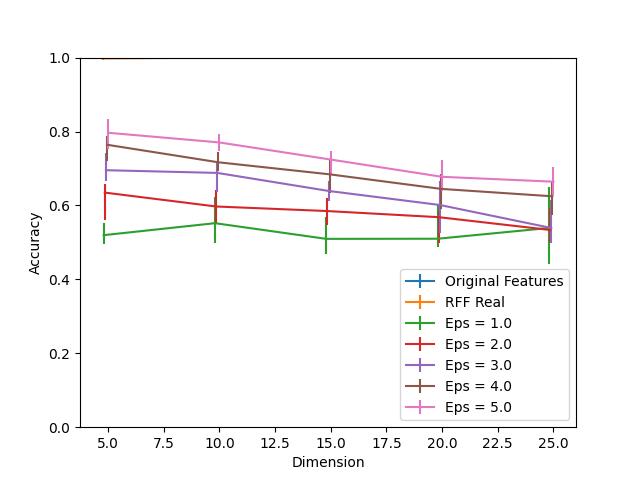 1.0
0.8
0.6
0.4
0.2
0.0
Accuracy
5.0 7.5 10.0 12.5 15.0 17.5 20.0 22.5 25.0
Dimension
Original Features
RFF Real
Eps = 1.0
Eps = 2.0
Eps = 3.0
Eps = 4.0
Eps = 5.0